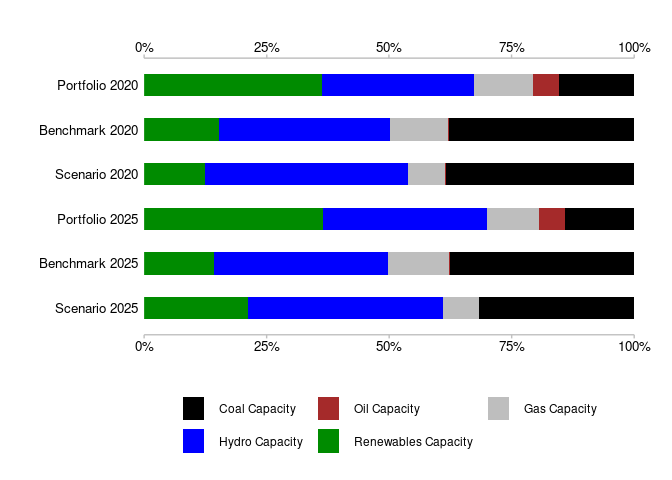 0% 25% 50% 75% 100%
Portfolio 2020
Benchmark 2020
Scenario 2020
Portfolio 2025
Benchmark 2025
Scenario 2025
0% 25% 50% 75% 100%
Coal Capacity Oil Capacity Gas Capacity
Hydro Capacity Renewables Capacity